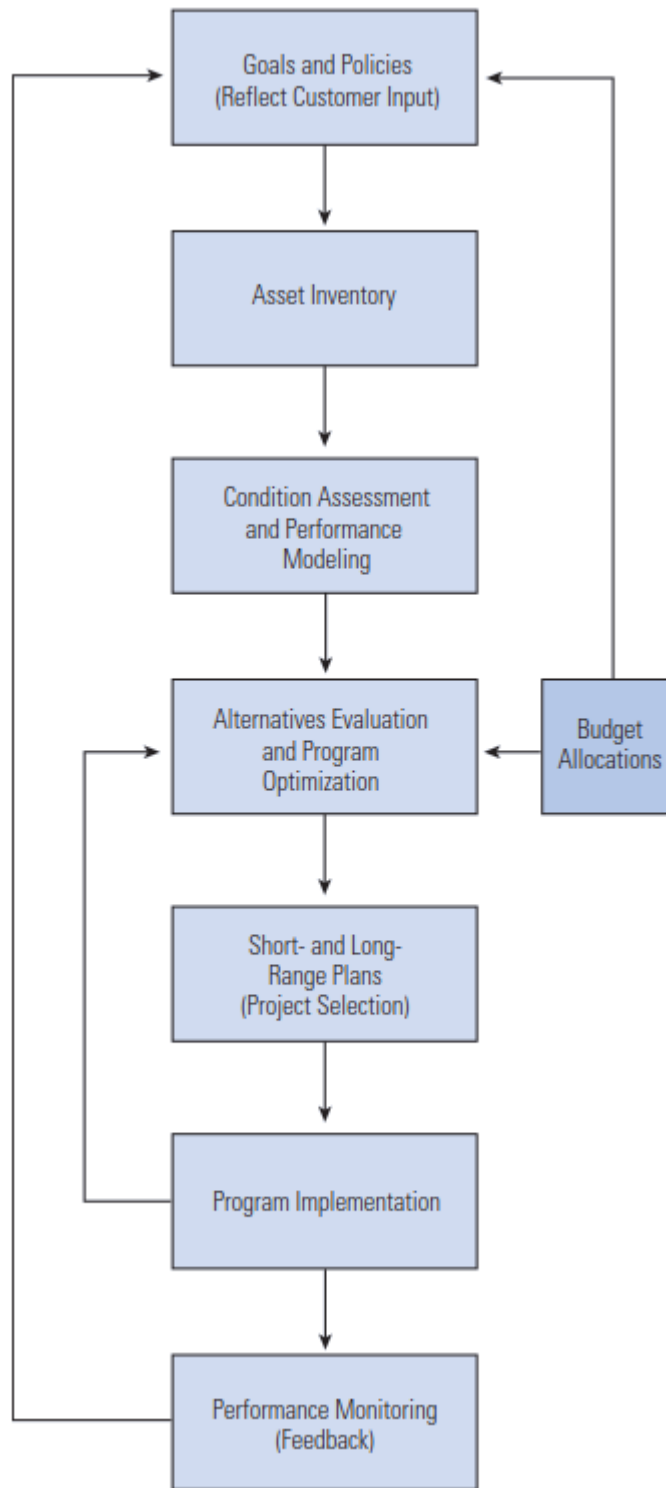 Goals and Policies
(Reflect Customer Input)
Asset Inventory
Condition Assessment
and Performance
Modeling
Alternatives Evaluation
and Program
Optimization
Budget
Allocations
Short- and Long-
Range Plans
(Project Selection)
Program Implementation
Performance Monitoring
(Feedback)